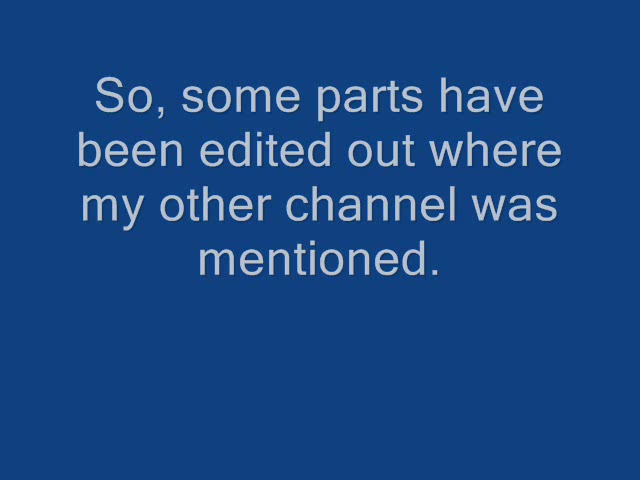 So, some parts have
been edited out where
my other channel was
mentioned.